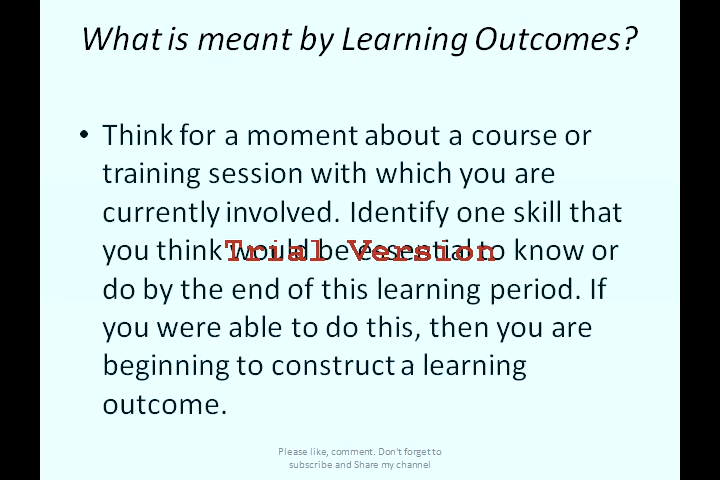 What is meant by Learning Outcomes?
• Think for a moment about a course or
training session with which you are
currently involved. Identify one skill that
you think would be essential to know or
Trial Version
do by the end of this learning period. If
you were able to do this, then you are
beginning to construct a learning
outcome.
Please like, comment. Don't forget to
subscribe and Share my channel